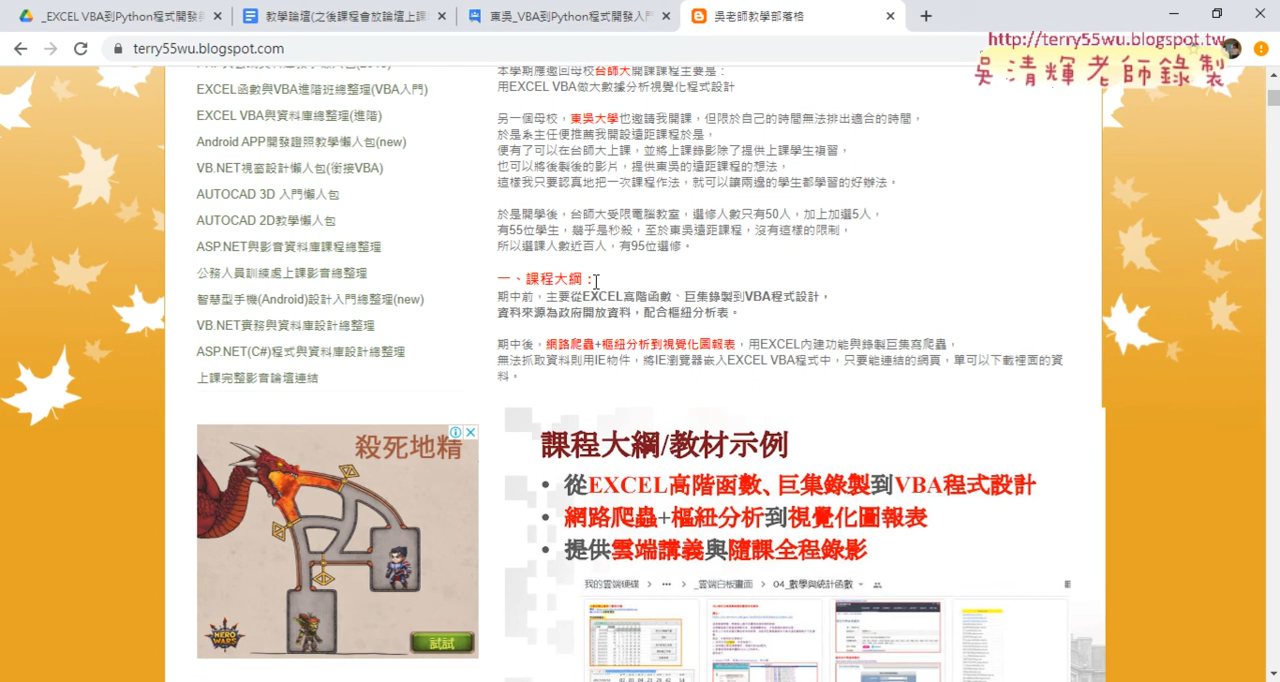 _EXCEL VBA到Python程式開發
教學論壇(之後課程會放論壇上課
東吳_VBA到Python程式開發入門
吳老師教學部落格
terry55wu.blogspot.com
http://terry55wu.blogspot.tw
吳清輝老師錄製
EXCEL函數與VBA進階班總整理(VBA入門)
EXCEL VBA與資料庫總整理(進階)
Android APP開發證照教學懶人包(new)
VB.NET視窗設計懶人包(銜接VBA)
AUTOCAD 3D 入門懶人包
AUTOCAD 2D教學懶人包
ASP.NET與影音資料庫課程總整理
公務人員訓練處上課影音總整理
智慧型手機(Android)設計入門總整理(new)
VB.NET實務與資料庫設計總整理
ASP.NET(C#)程式與資料庫設計總整理
上課完整影音論壇連結
殺死地精
HERO WARS
試試
本學期應邀回母校台師大開課課程主要是：
用EXCEL VBA做大數據分析視覺化程式設計
另一個母校，東吳大學也邀請我開課，但限於自己的時間無法排出適合的時間，
於是系主任便推薦我開設遠距課程於是，
便有了可以在台師大上課，並將上課錄影除了提供上課學生複習，
也可以將後製後的影片，提供東吳的遠距課程的想法。
這樣我只要認真地把一次課程作法，就可以讓兩邊的學生都學習的好辦法。
於是開學後，台師大受限電腦教室，選修人數只有50人，加上加選5人，
有55位學生，幾乎是秒殺，至於東吳遠距課程，沒有這樣的限制，
所以選課人數近百人，有95位選修。
一、課程大綱：
期中前，主要從EXCEL高階函數、巨集錄製到VBA程式設計，
資料來源為政府開放資料，配合樞紐分析表。
期中後，網路爬蟲+樞紐分析到視覺化圖報表，用EXCEL內建功能與錄製巨集寫爬蟲，
無法抓取資料則用IE物件，將IE瀏覽器嵌入EXCEL VBA程式中，只要能連結的網頁，單可以下載裡面的資
料。
課程大綱/教材示例
• 從EXCEL高階函數、巨集錄製到VBA程式設計
• 網路爬蟲+樞紐分析到視覺化圖報表
• 提供雲端講義與隨課全程錄影
我的雲端硬碟 > ••• > _雲端白板畫面 > 04_數學與統計函數